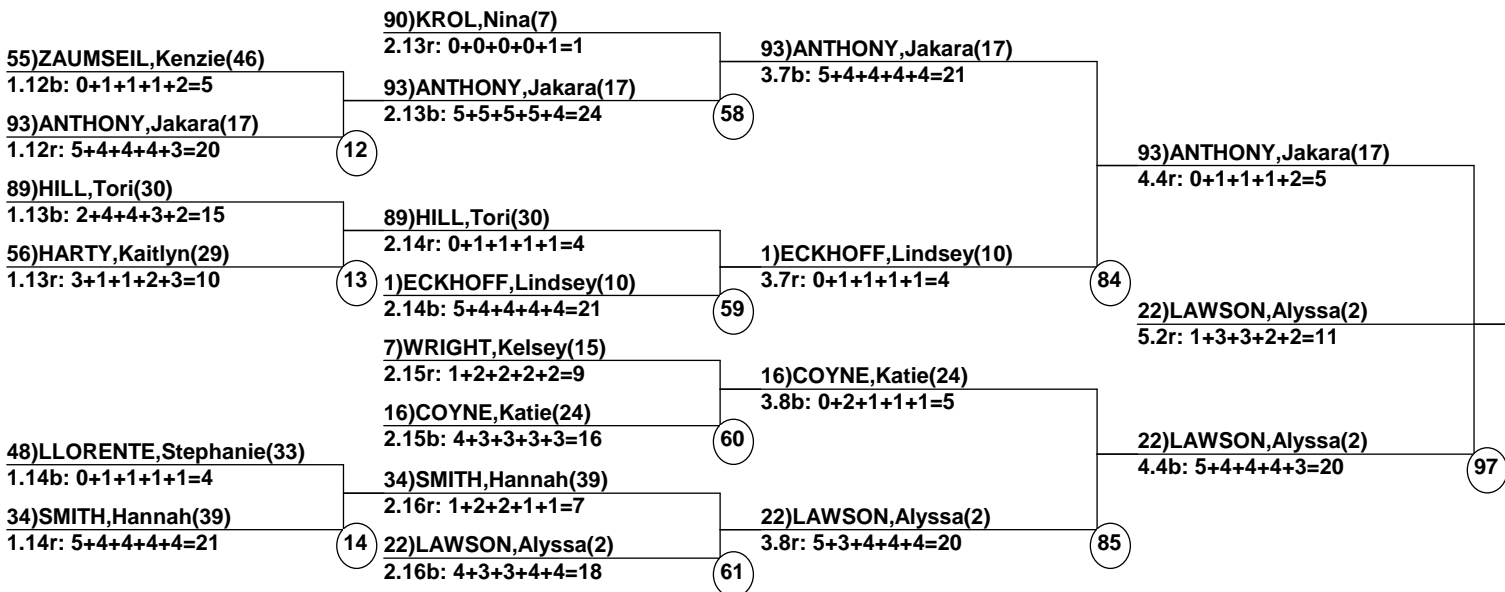 55)ZAUMSEIL,Kenzie(46)
1.12b: 0+1+1+1+2=5
93)ANTHONY,Jakara(17)
1.12r: 5+4+4+4+3=20
12
89)HILL,Tori(30)
1.13b: 2+4+4+3+2=15
56)HARTY,Kaitlyn(29)
1.13r: 3+1+1+2+3=10
13
48)LLORENTE,Stephanie(33)
1.14b: 0+1+1+1+1=4
34)SMITH,Hannah(39)
1.14r: 5+4+4+4+4=21
14
90)KROL,Nina(7)
2.13r: 0+0+0+0+1=1
93)ANTHONY,Jakara(17)
2.13b: 5+5+5+5+4=24
58
89)HILL,Tori(30)
2.14r: 0+1+1+1+1=4
1)ECKHOFF,Lindsey(10)
2.14b: 5+4+4+4+4=21
59
7)WRIGHT,Kelsey(15)
2.15r: 1+2+2+2+2=9
16)COYNE,Katie(24)
2.15b: 4+3+3+3+3=16
60
34)SMITH,Hannah(39)
2.16r: 1+2+2+1+1=7
22)LAWSON,Alyssa(2)
2.16b: 4+3+3+4+4=18
61
93)ANTHONY,Jakara(17)
3.7b: 5+4+4+4+4=21
1)ECKHOFF,Lindsey(10)
3.7r: 0+1+1+1+1=4
84
16)COYNE,Katie(24)
3.8b: 0+2+1+1+1=5
22)LAWSON,Alyssa(2)
3.8r: 5+3+4+4+4=20
85
93)ANTHONY,Jakara(17)
4.4r: 0+1+1+1+2=5
22)LAWSON,Alyssa(2)
5.2r: 1+3+3+2+2=11
22)LAWSON,Alyssa(2)
4.4b: 5+4+4+4+3=20
97